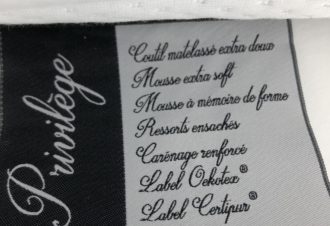 Privilège
Coutil matelassé extra doux
Mousse extra soft
Mousse à mémoire de forme
Ressorts ensachés
Carénage renforcé
Label Oekotex®
Label Certipur®